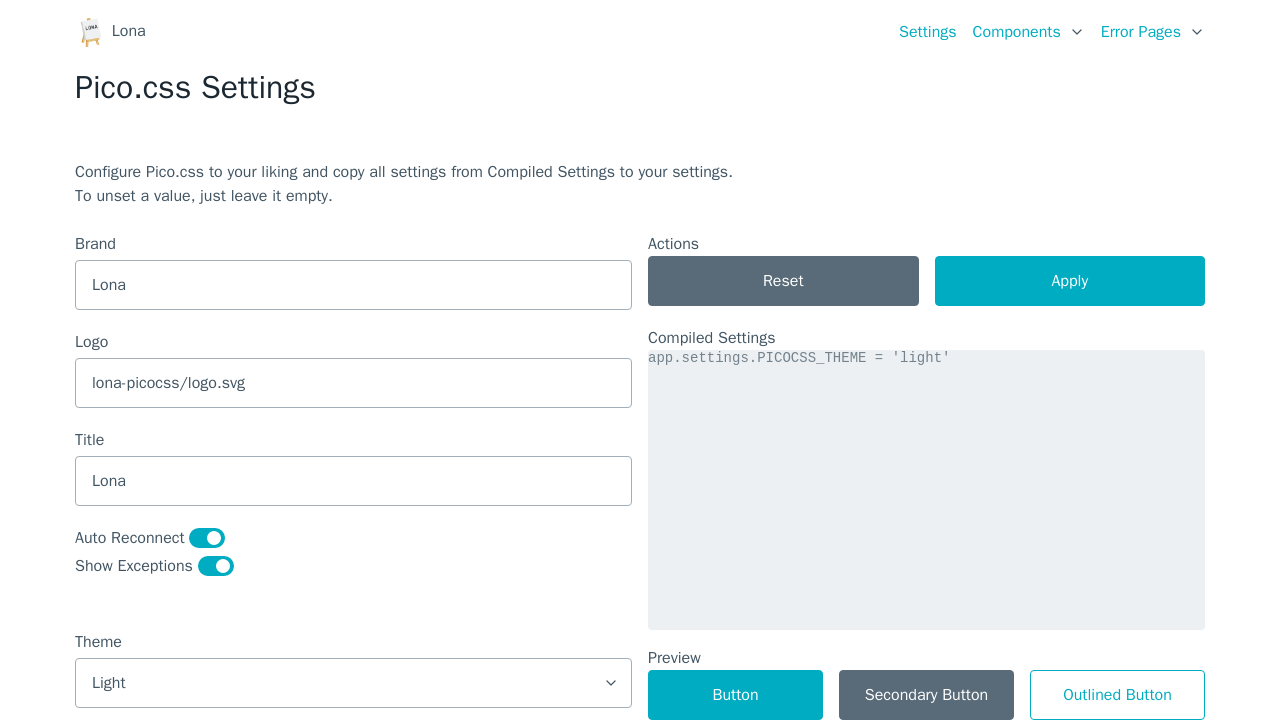 LONA
Lona
Settings
Components
Error Pages
Pico.css Settings
Configure Pico.css to your liking and copy all settings from Compiled Settings to your settings.
To unset a value, just leave it empty.
Brand
Lona
Logo
lona-picocss/logo.svg
Title
Lona
Auto Reconnect
Show Exceptions
Theme
Light
Actions
Reset
Apply
Compiled Settings
app.settings.PICOCSS_THEME = 'light'
Preview
Button
Secondary Button
Outlined Button